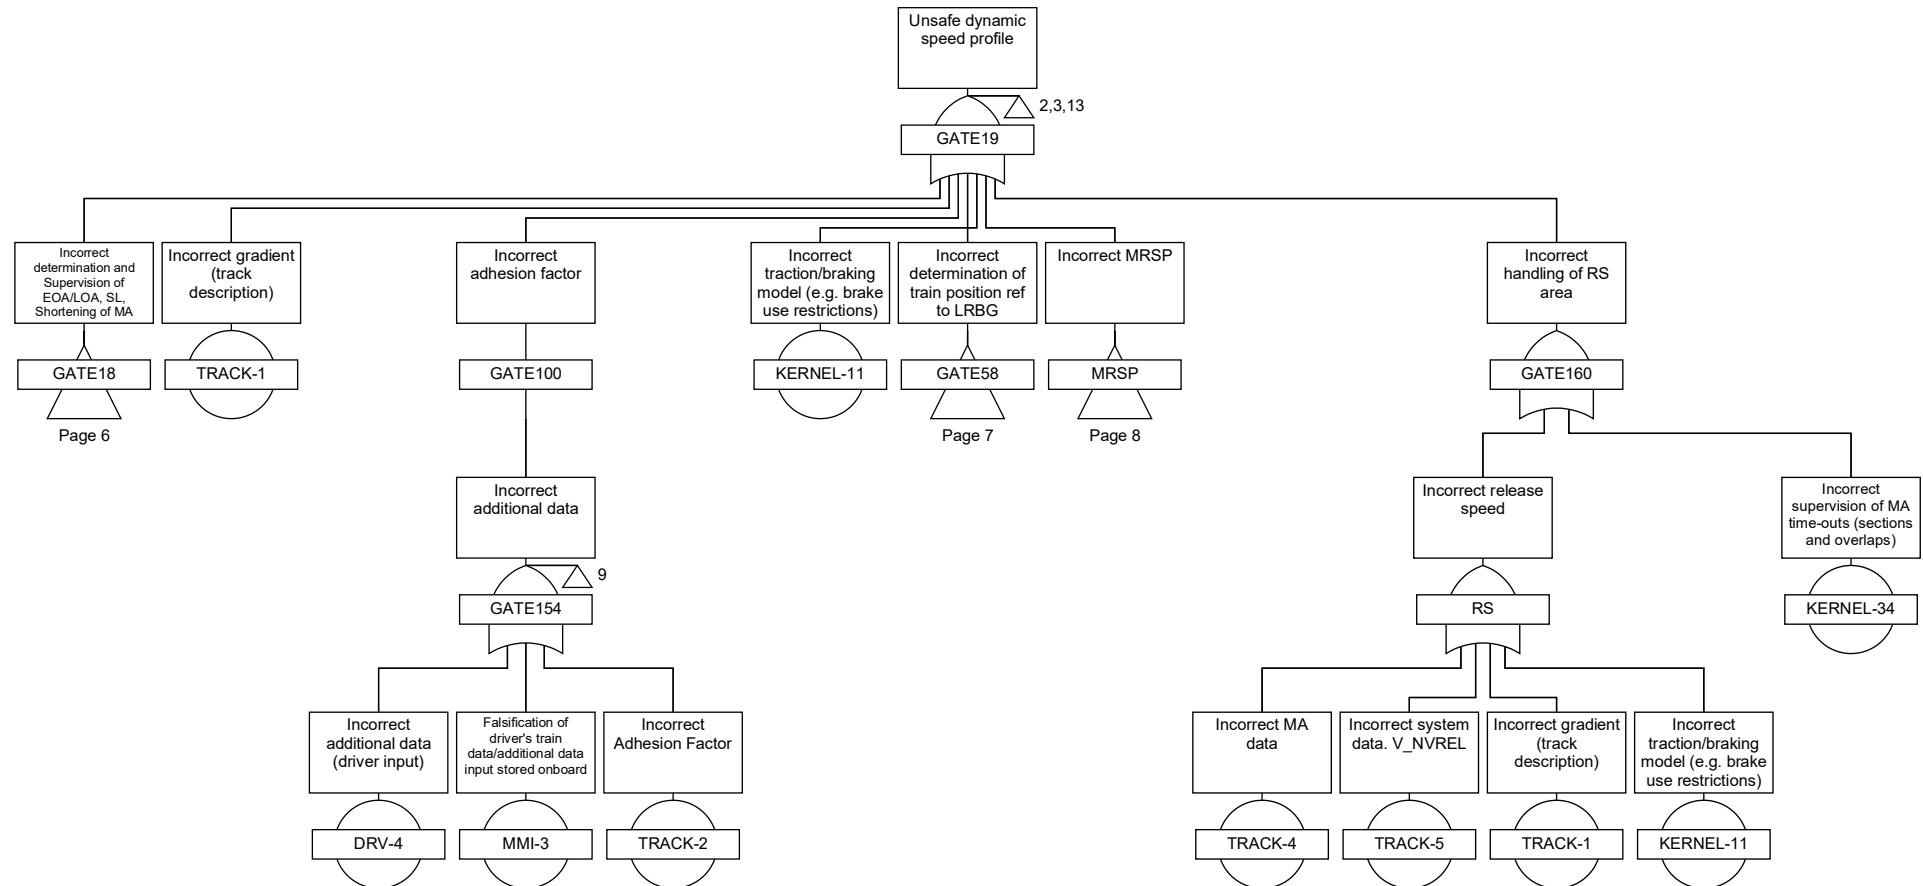 Unsafe dynamic
speed profile
2,3,13
GATE19
Incorrect
determination and
Supervision of
EOA/LOA, SL,
Shortening of MA
GATE18
Page 6
Incorrect gradient
(track
description)
TRACK-1
Incorrect
adhesion factor
GATE100
Incorrect
traction/braking
model (e.g. brake
use restrictions)
KERNEL-11
Incorrect
determination of
train position ref
to LRBG
GATE58
Page 7
Incorrect MRSP
MRSP
Page 8
Incorrect
handling of RS
area
GATE160
Incorrect
additional data
9
GATE154
Incorrect release
speed
RS
Incorrect
supervision of MA
time-outs (sections
and overlaps)
KERNEL-34
Incorrect
additional data
(driver input)
DRV-4
Falsification of
driver's train
data/additional data
input stored onboard
MMI-3
Incorrect
Adhesion Factor
TRACK-2
Incorrect MA
data
TRACK-4
Incorrect system
data. V_NVREL
TRACK-5
Incorrect gradient
(track
description)
TRACK-1
Incorrect
traction/braking
model (e.g. brake
use restrictions)
KERNEL-11